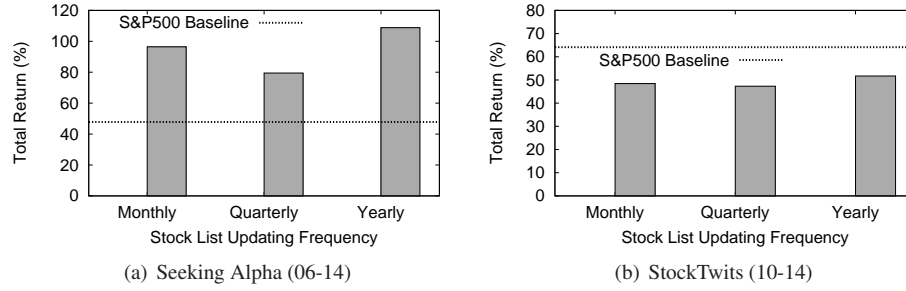 Total Return (%)
120
100
80
60
40
20
0
S&P500 Baseline
Monthly Quarterly Yearly
Stock List Updating Frequency
(a) Seeking Alpha (06-14)
Total Return (%)
80
70
60
50
40
30
20
10
0
S&P500 Baseline
Monthly Quarterly Yearly
Stock List Updating Frequency
(b) StockTwits (10-14)